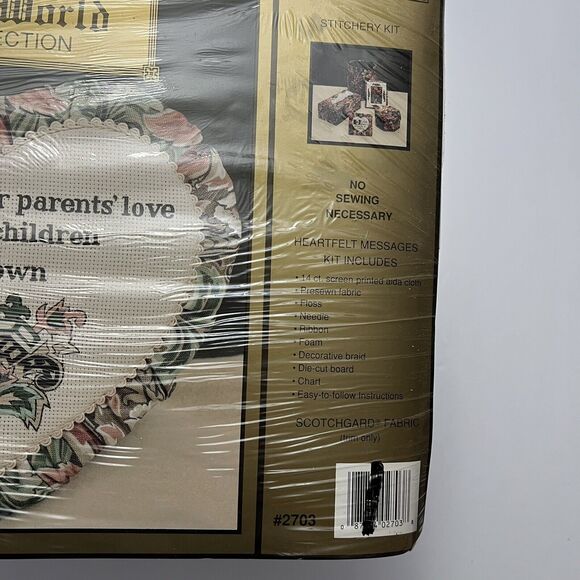 World
ECTION
STITCHERY KIT
r parents' love
children
own
NO
SEWING
NECESSARY
HEARTFELT MESSAGES
KIT INCLUDES
• 14 ct. screen printed aida cloth
• Presewn fabric
• Floss
• Needle
• Ribbon
• Foam
• Decorative braid
• Die-cut board
• Chart
• Easy-to-follow Instructions
SCOTCHGARD® FABRIC
(trim only)
#2703
02703